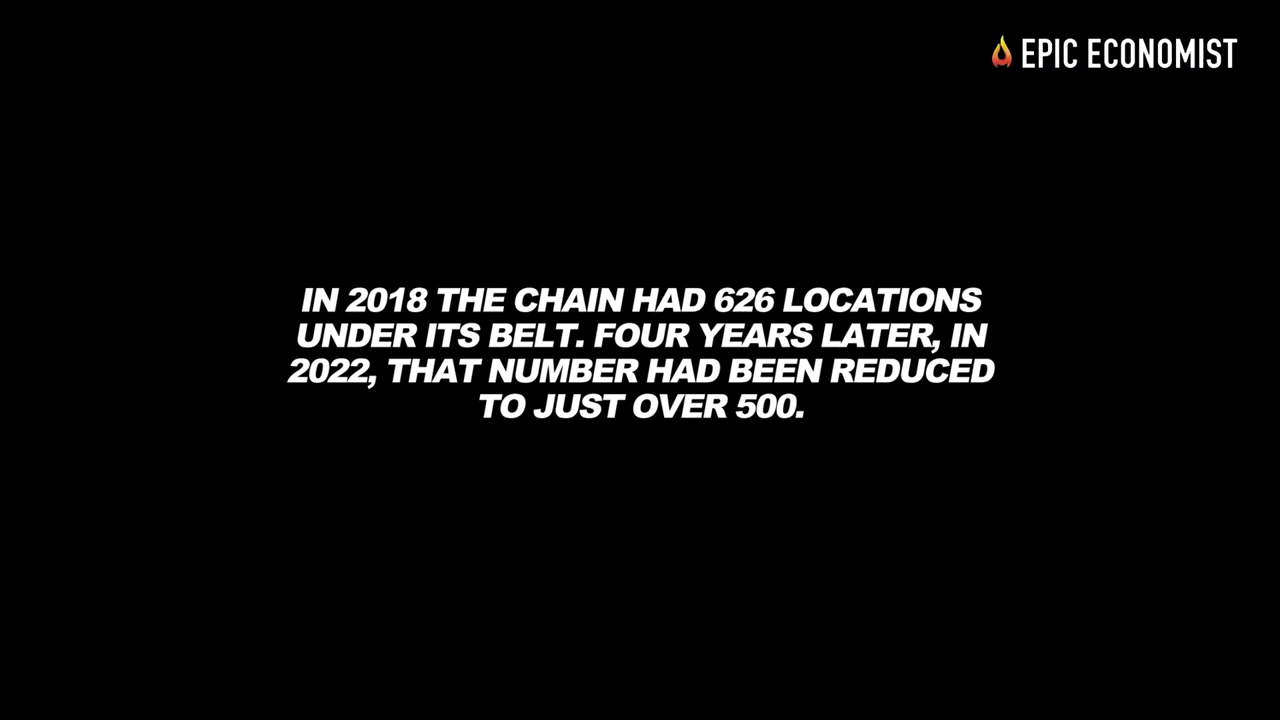 EPIC ECONOMIST
IN 2018 THE CHAIN HAD 626 LOCATIONS
UNDER ITS BELT. FOUR YEARS LATER, IN
2022, THAT NUMBER HAD BEEN REDUCED
TO JUST OVER 500.